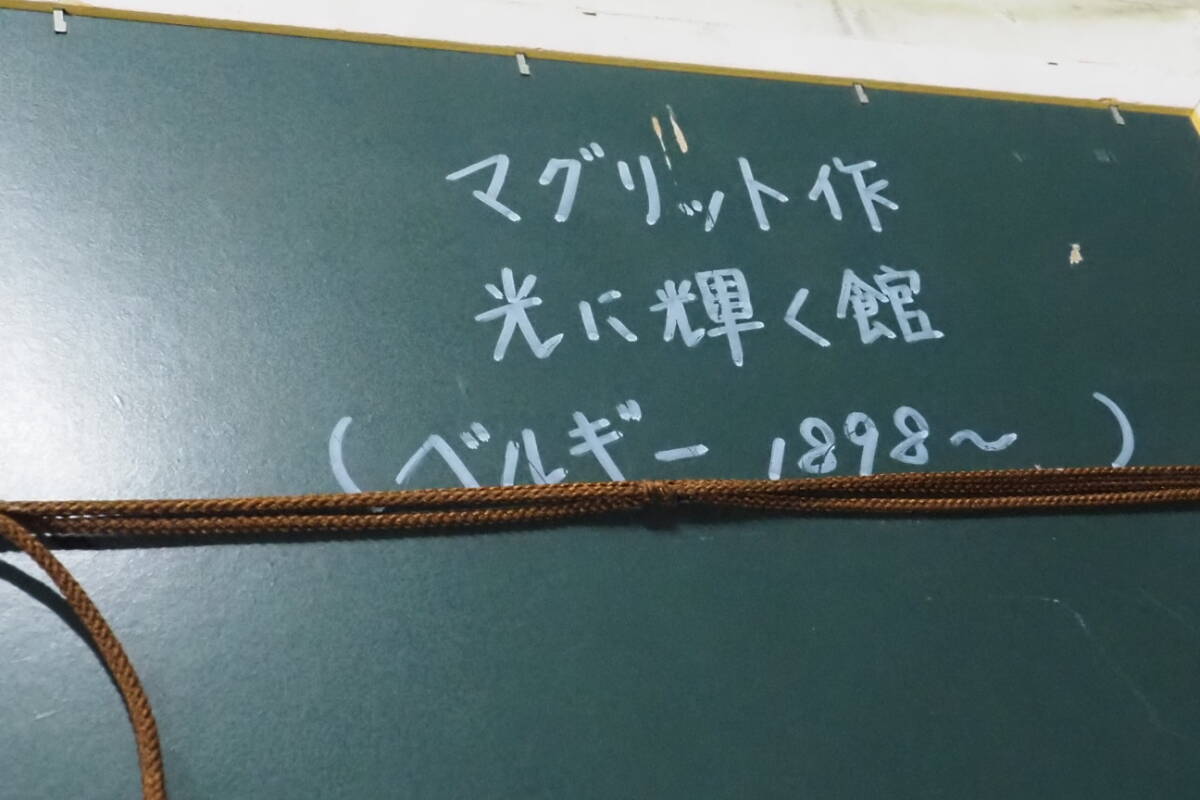 マグリット作
光に輝く館
(ベルギー 1898～ )